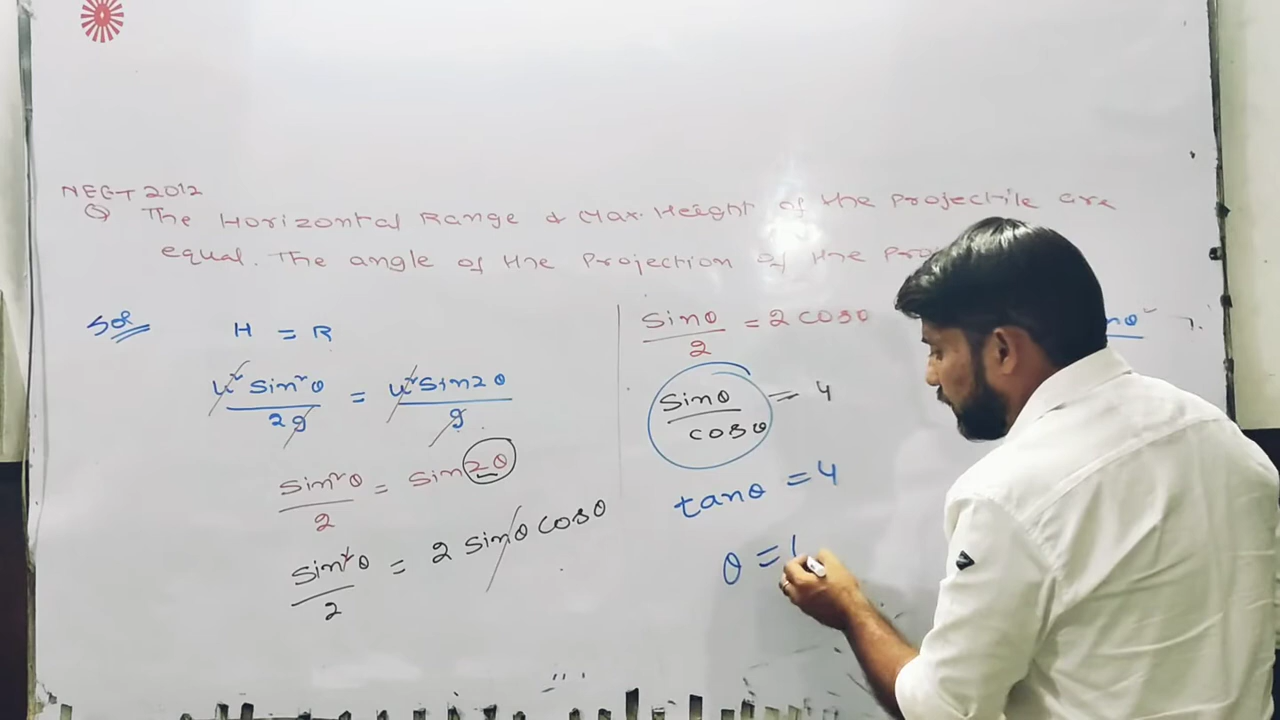 NEET 2012
Q The Horizontal Range & Max. Height of the Projectile are
equal. The angle of the Projection of the Pro
Sol
H = R
u² sin²θ / 2g = u² sin2θ / g
sin²θ / 2 = sin2θ
sin²θ / 2 = 2 sinθ cosθ
sinθ / 2 = 2 cosθ
sinθ / cosθ = 4
tanθ = 4
θ =